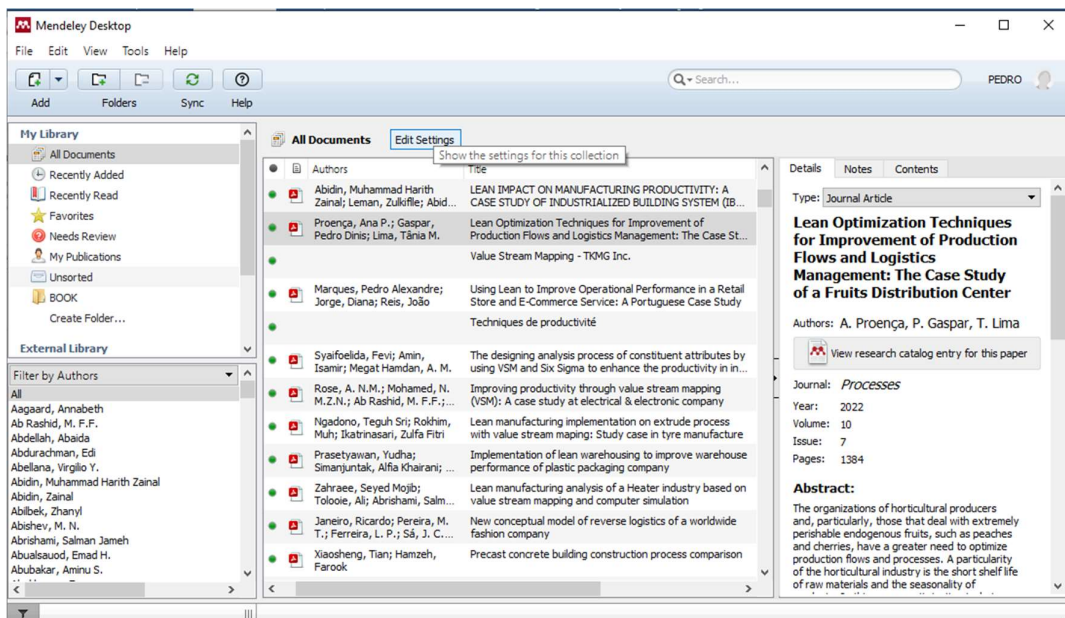 Mendeley Desktop
File Edit View Tools Help
Search...
PEDRO
Add Folders Sync Help
My Library
All Documents
Recently Added
Recently Read
Favorites
Needs Review
My Publications
Unsorted
BOOK
Create Folder...
External Library
Filter by Authors
All
Aagaard, Annabeth
Ab Rashid, M. F.F.
Abdellah, Abaida
Abdurachman, Edi
Abellana, Virgilio Y.
Abidin, Muhammad Harith Zainal
Abidin, Zainal
Abilbek, Zhanyl
Abishev, M. N.
Abrishami, Salman Jameh
Abualsauod, Emad H.
Abubakar, Aminu S.
All Documents Edit Settings
Show the settings for this collection
Authors Title
Abidin, Muhammad Harith LEAN IMPACT ON MANUFACTURING PRODUCTIVITY: A
Zainal; Leman, Zulkiflle; Abid... CASE STUDY OF INDUSTRIALIZED BUILDING SYSTEM (IB...
Proença, Ana P.; Gaspar, Lean Optimization Techniques for Improvement of
Pedro Dinis; Lima, Tânia M. Production Flows and Logistics Management: The Case St...
Value Stream Mapping - TKMG Inc.
Marques, Pedro Alexandre; Using Lean to Improve Operational Performance in a Retail
Jorge, Diana; Reis, João Store and E-Commerce Service: A Portuguese Case Study
Techniques de productivité
Syaifoelida, Fevi; Amin, The designing analysis process of constituent attributes by
Isamir; Megat Hamdan, A. M. using VSM and Six Sigma to enhance the productivity in in...
Rose, A. N.M.; Mohamed, N. Improving productivity through value stream mapping
M.Z.N.; Ab Rashid, M. F.F.;... (VSM): A case study at electrical & electronic company
Ngadono, Teguh Sri; Rokhim, Lean manufacturing implementation on extrude process
Muh; Ikatrinasari, Zulfa Fitri with value stream maping: Study case in tyre manufacture
Prasetyawan, Yudha; Implementation of lean warehousing to improve warehouse
Simanjuntak, Alfia Khairani; ... performance of plastic packaging company
Zahraee, Seyed Mojib; Lean manufacturing analysis of a Heater industry based on
Tolooie, Ali; Abrishami, Salm... value stream mapping and computer simulation
Janeiro, Ricardo; Pereira, M. New conceptual model of reverse logistics of a worldwide
T.; Ferreira, L. P.; Sá, J. C.... fashion company
Xiaosheng, Tian; Hamzeh, Precast concrete building construction process comparison
Farook
Details Notes Contents
Type: Journal Article
Lean Optimization Techniques
for Improvement of Production
Flows and Logistics
Management: The Case Study
of a Fruits Distribution Center
Authors: A. Proença, P. Gaspar, T. Lima
View research catalog entry for this paper
Journal: Processes
Year: 2022
Volume: 10
Issue: 7
Pages: 1384
Abstract:
The organizations of horticultural producers
and, particularly, those that deal with extremely
perishable endogenous fruits, such as peaches
and cherries, have a greater need to optimize
production flows and processes. A particularity
of the horticultural industry is the short shelf life
of raw materials and the seasonality of